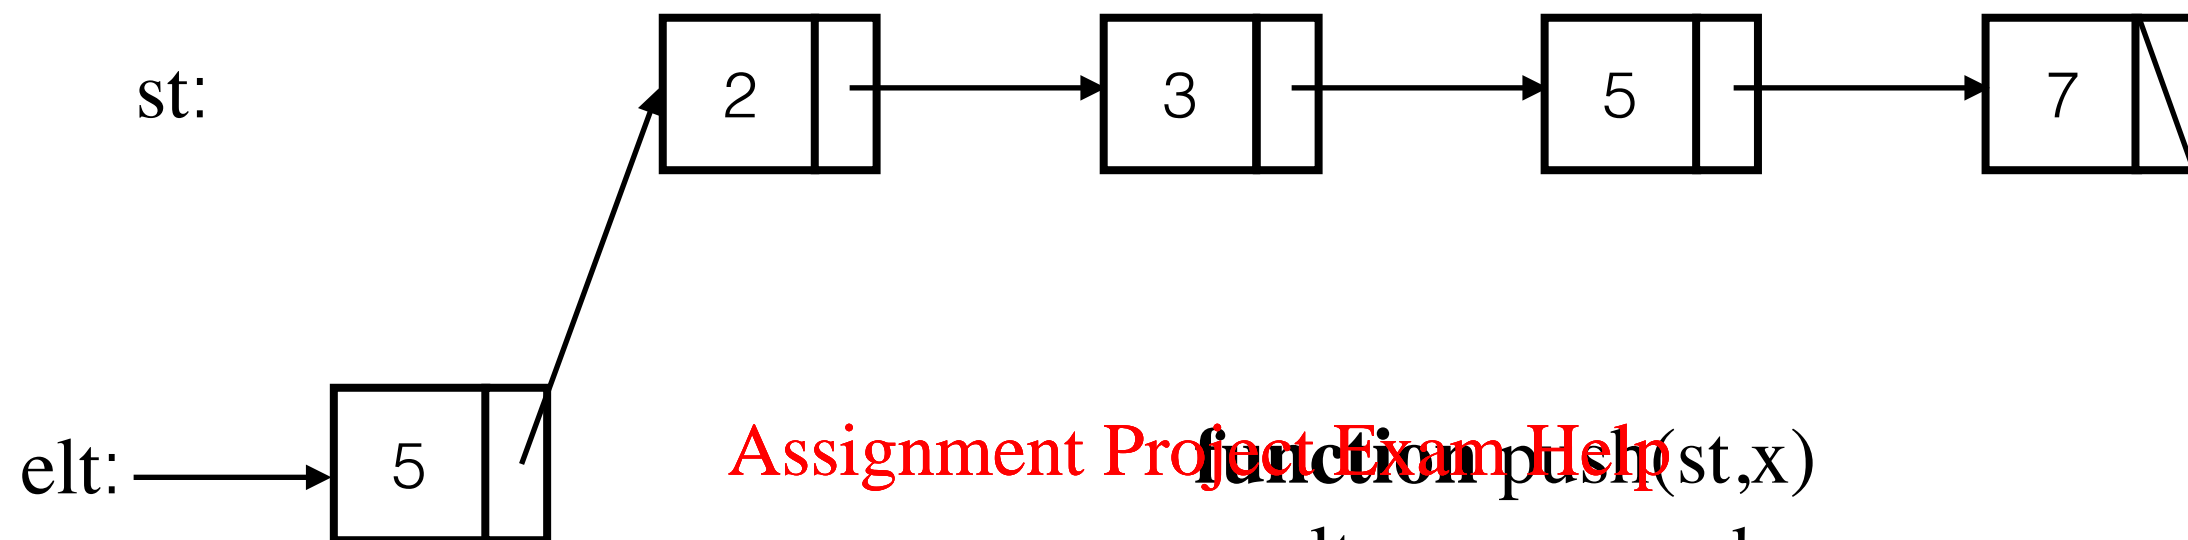 st: 2 3 5 7
elt: 5 Assignment Project Exam Help
function push(st,x)